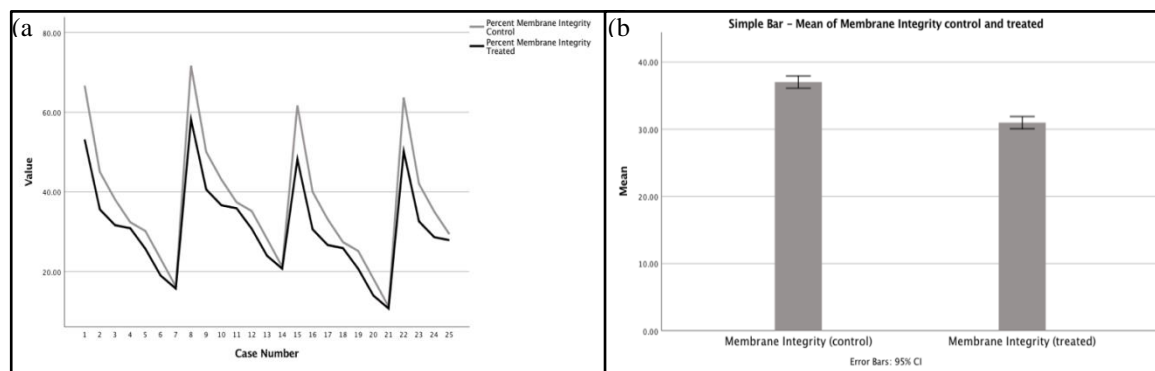 (a
80.00
60.00
40.00
20.00
Value
1 2 3 4 5 6 7 8 9 10 11 12 13 14 15 16 17 18 19 20 21 22 23 24 25
Case Number
Percent Membrane Integrity
Control
Percent Membrane Integrity
Treated
(b
Simple Bar – Mean of Membrane Integrity control and treated
40.00
30.00
20.00
10.00
0.00
Mean
Membrane Integrity (control) Membrane Integrity (treated)
Error Bars: 95% CI